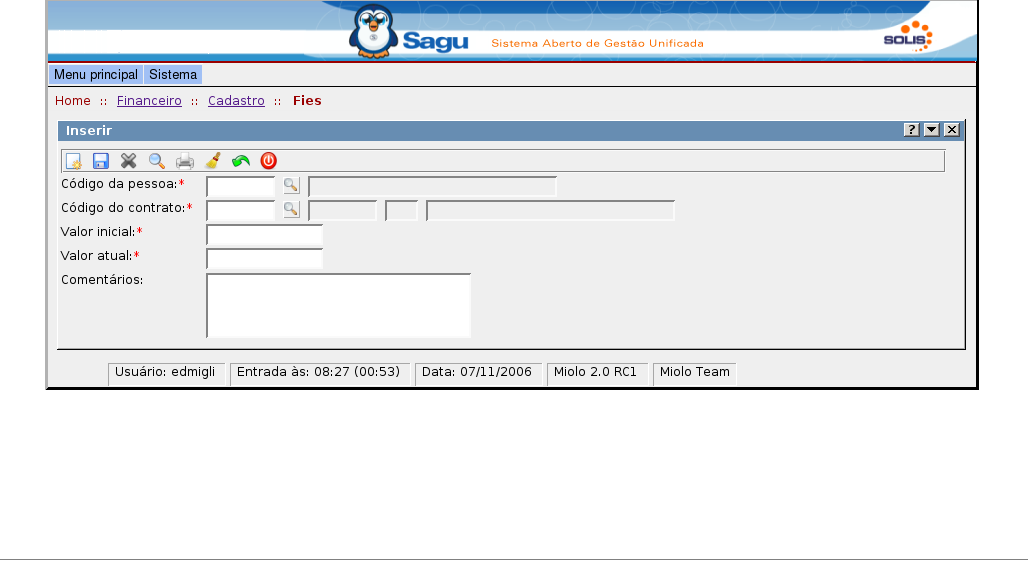 Sagu Sistema Aberto de Gestão Unificada SOLIS
Menu principal Sistema
Home :: Financeiro :: Cadastro :: Fies
Inserir ?
Código da pessoa:*
Código do contrato:*
Valor inicial:*
Valor atual:*
Comentários:
Usuário: edmigli Entrada às: 08:27 (00:53) Data: 07/11/2006 Miolo 2.0 RC1 Miolo Team